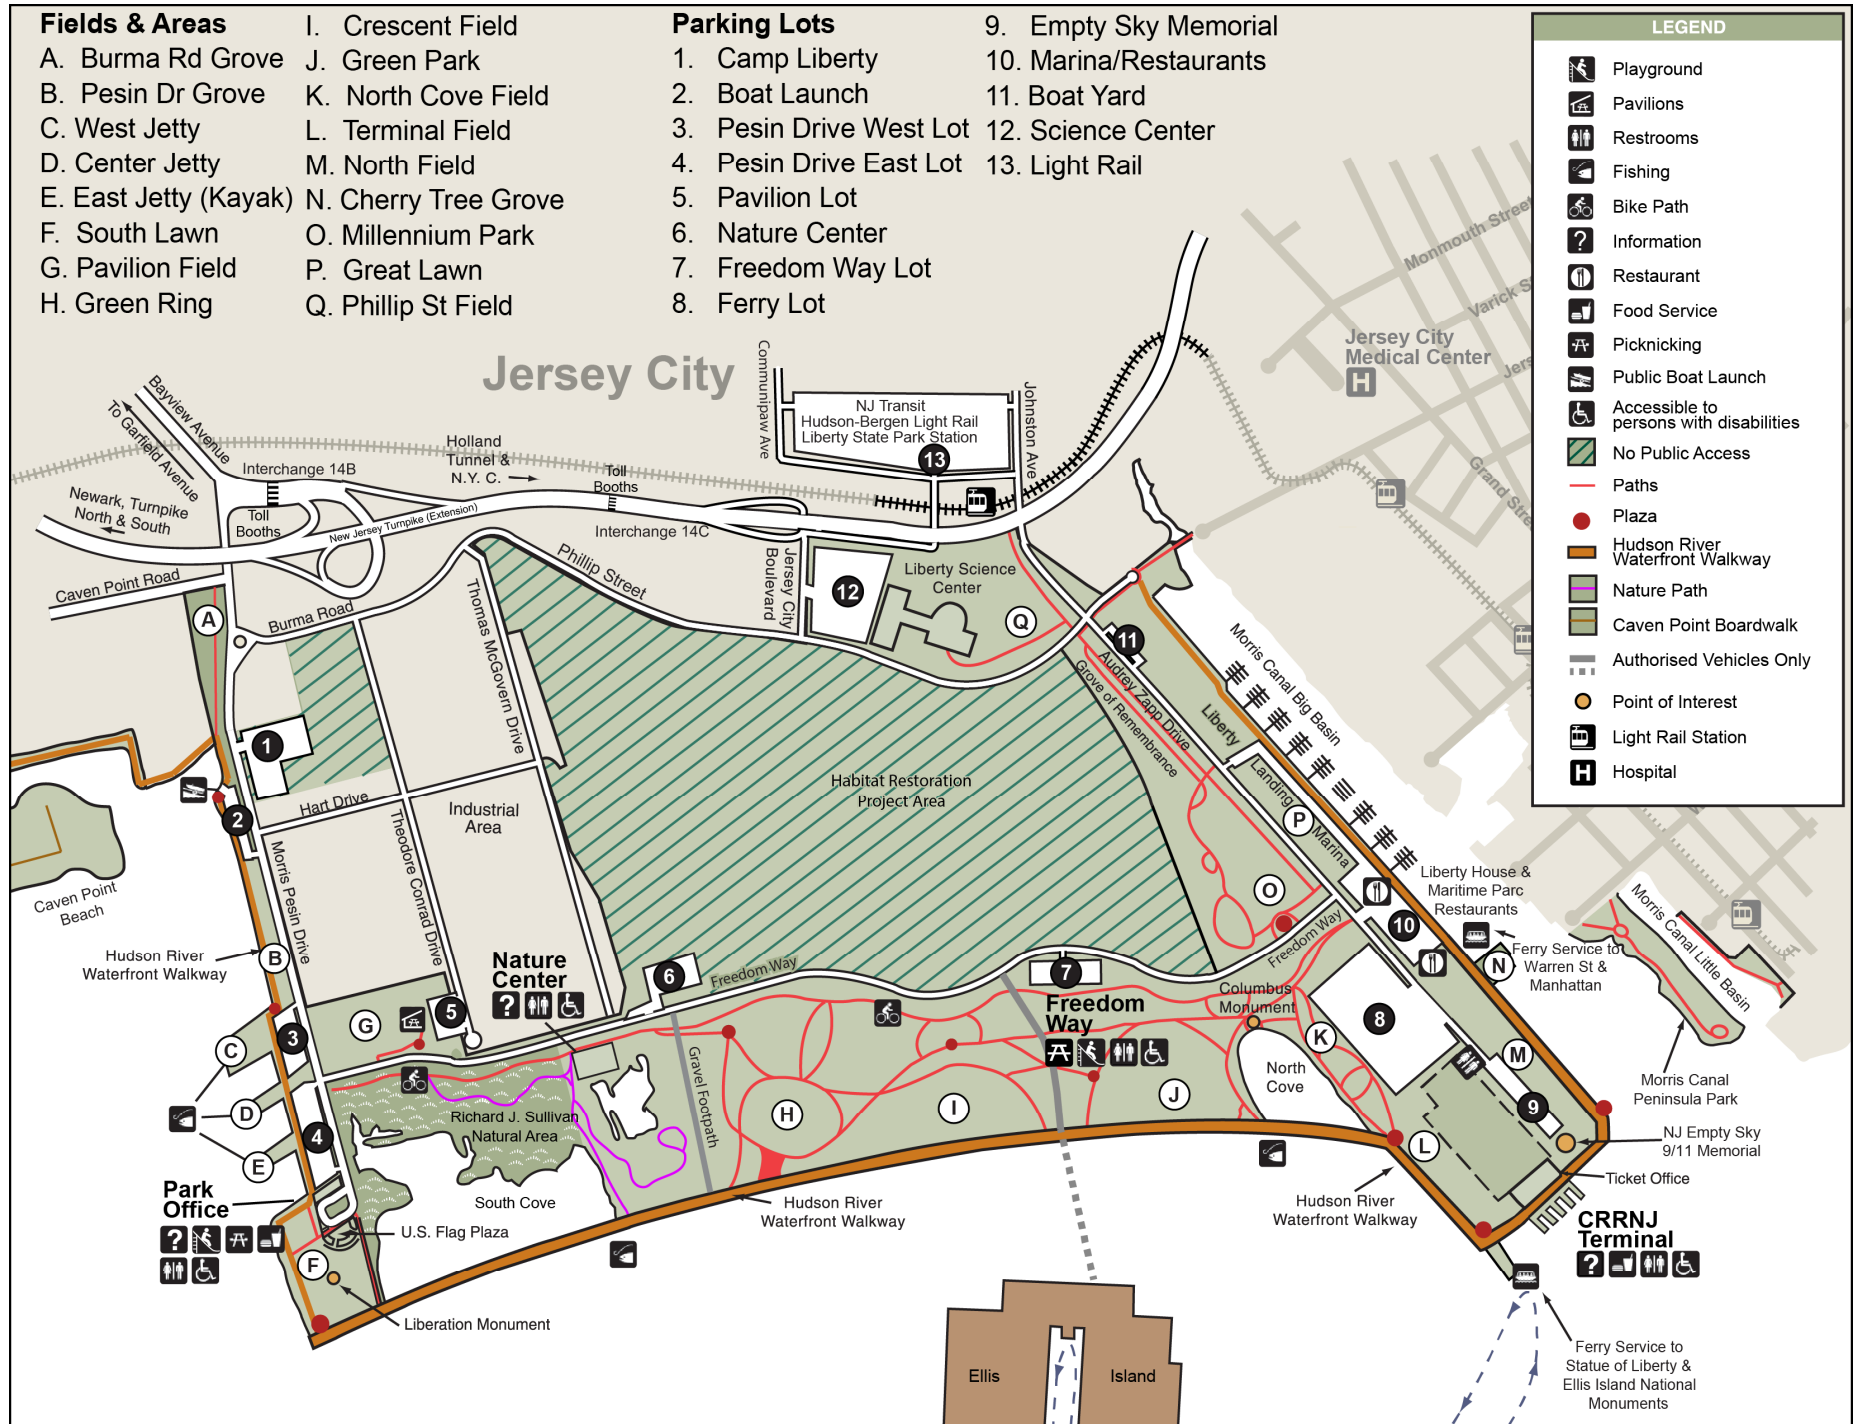 Fields & Areas
A. Burma Rd Grove
B. Pesin Dr Grove
C. West Jetty
D. Center Jetty
E. East Jetty (Kayak)
F. South Lawn
G. Pavilion Field
H. Green Ring
I. Crescent Field
J. Green Park
K. North Cove Field
L. Terminal Field
M. North Field
N. Cherry Tree Grove
O. Millennium Park
P. Great Lawn
Q. Phillip St Field
Parking Lots
1. Camp Liberty
2. Boat Launch
3. Pesin Drive West Lot
4. Pesin Drive East Lot
5. Pavilion Lot
6. Nature Center
7. Freedom Way Lot
8. Ferry Lot
9. Empty Sky Memorial
10. Marina/Restaurants
11. Boat Yard
12. Science Center
13. Light Rail
LEGEND
Playground
Pavilions
Restrooms
Fishing
Bike Path
? Information
Restaurant
Food Service
Picknicking
Public Boat Launch
Accessible to
persons with disabilities
No Public Access
Paths
Plaza
Hudson River
Waterfront Walkway
Nature Path
Caven Point Boardwalk
Authorised Vehicles Only
Point of Interest
Light Rail Station
H Hospital
Monmouth Street
Varick S
Jers
Grand Stre
Jersey City
Medical Center
H
Jersey City
Communipaw Ave
NJ Transit
Hudson-Bergen Light Rail
Liberty State Park Station
13
Johnston Ave
Bayview Avenue
To Garfield Avenue
Interchange 14B
Holland
Tunnel &
N.Y. C.
Toll
Booths
Newark, Turnpike
North & South
Toll
Booths
New Jersey Turnpike (Extension)
Interchange 14C
Caven Point Road
Burma Road
Phillip Street
Thomas McGovern Drive
Jersey City
Boulevard
12
Liberty Science
Center
A
Q
11
Audrey Zapp Drive
Grove of Remembrance
Morris Canal Big Basin
Liberty
Landing
Marina
P
1
2
Hart Drive
Industrial
Area
Habitat Restoration
Project Area
Morris Pesin Drive
Theodore Conrad Drive
Caven Point
Beach
Hudson River
Waterfront Walkway
B
Liberty House &
Maritime Parc
Restaurants
O
10
N
Ferry Service to
Warren St &
Manhattan
Morris Canal Little Basin
Morris Canal
Peninsula Park
Nature
Center
?
6
Freedom Way
7
Freedom Way
Columbus
Monument
Freedom
Way
8
K
M
9
5
G
3
C
D
E
4
Richard J. Sullivan
Natural Area
Gravel Footpath
H
I
J
North
Cove
L
NJ Empty Sky
9/11 Memorial
Ticket Office
CRRNJ
Terminal
?
Park
Office
?
South Cove
U.S. Flag Plaza
F
Liberation Monument
Hudson River
Waterfront Walkway
Hudson River
Waterfront Walkway
Ellis
Island
Ferry Service to
Statue of Liberty &
Ellis Island National
Monuments